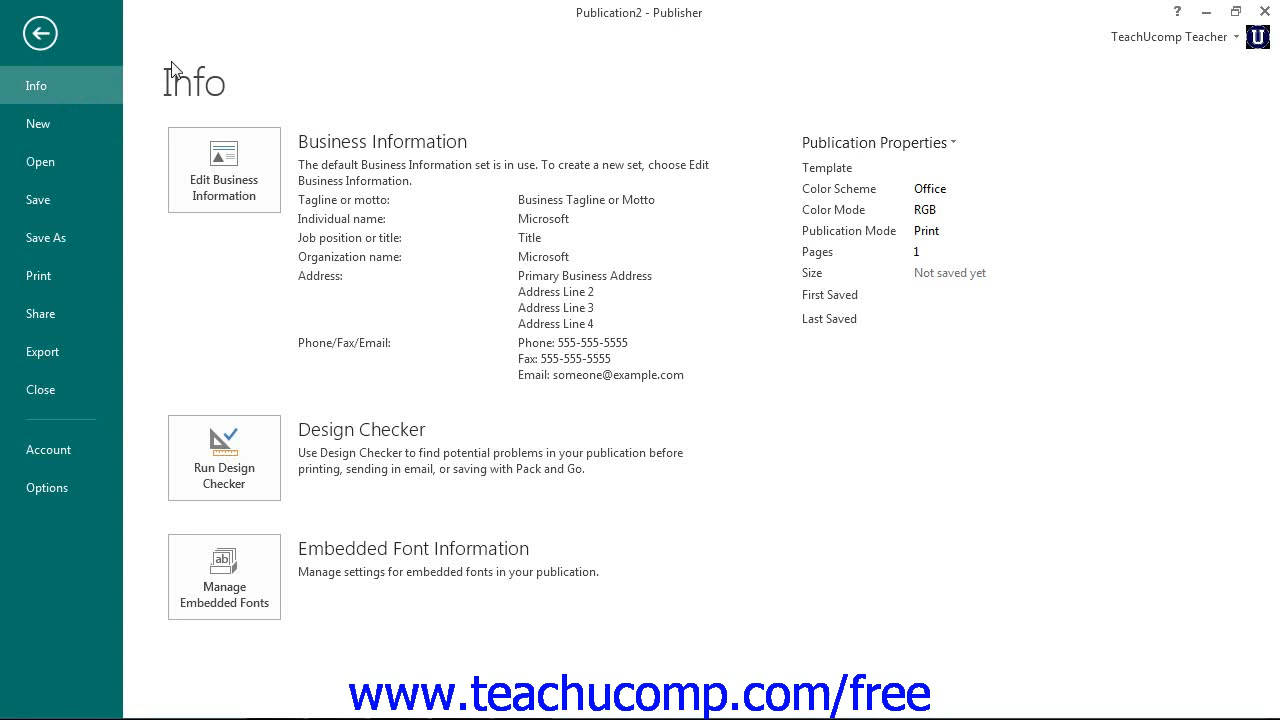 Publication2 - Publisher
?
TeachUcomp Teacher
U
Info
New
Open
Save
Save As
Print
Share
Export
Close
Account
Options
Info
Edit Business
Information
Business Information
The default Business Information set is in use. To create a new set, choose Edit
Business Information.
Tagline or motto: Business Tagline or Motto
Individual name: Microsoft
Job position or title: Title
Organization name: Microsoft
Address: Primary Business Address
Address Line 2
Address Line 3
Address Line 4
Phone/Fax/Email: Phone: 555-555-5555
Fax: 555-555-5555
Email: someone@example.com
Publication Properties
Template
Color Scheme Office
Color Mode RGB
Publication Mode Print
Pages 1
Size Not saved yet
First Saved
Last Saved
Run Design
Checker
Design Checker
Use Design Checker to find potential problems in your publication before
printing, sending in email, or saving with Pack and Go.
ab
Manage
Embedded Fonts
Embedded Font Information
Manage settings for embedded fonts in your publication.
www.teachucomp.com/free